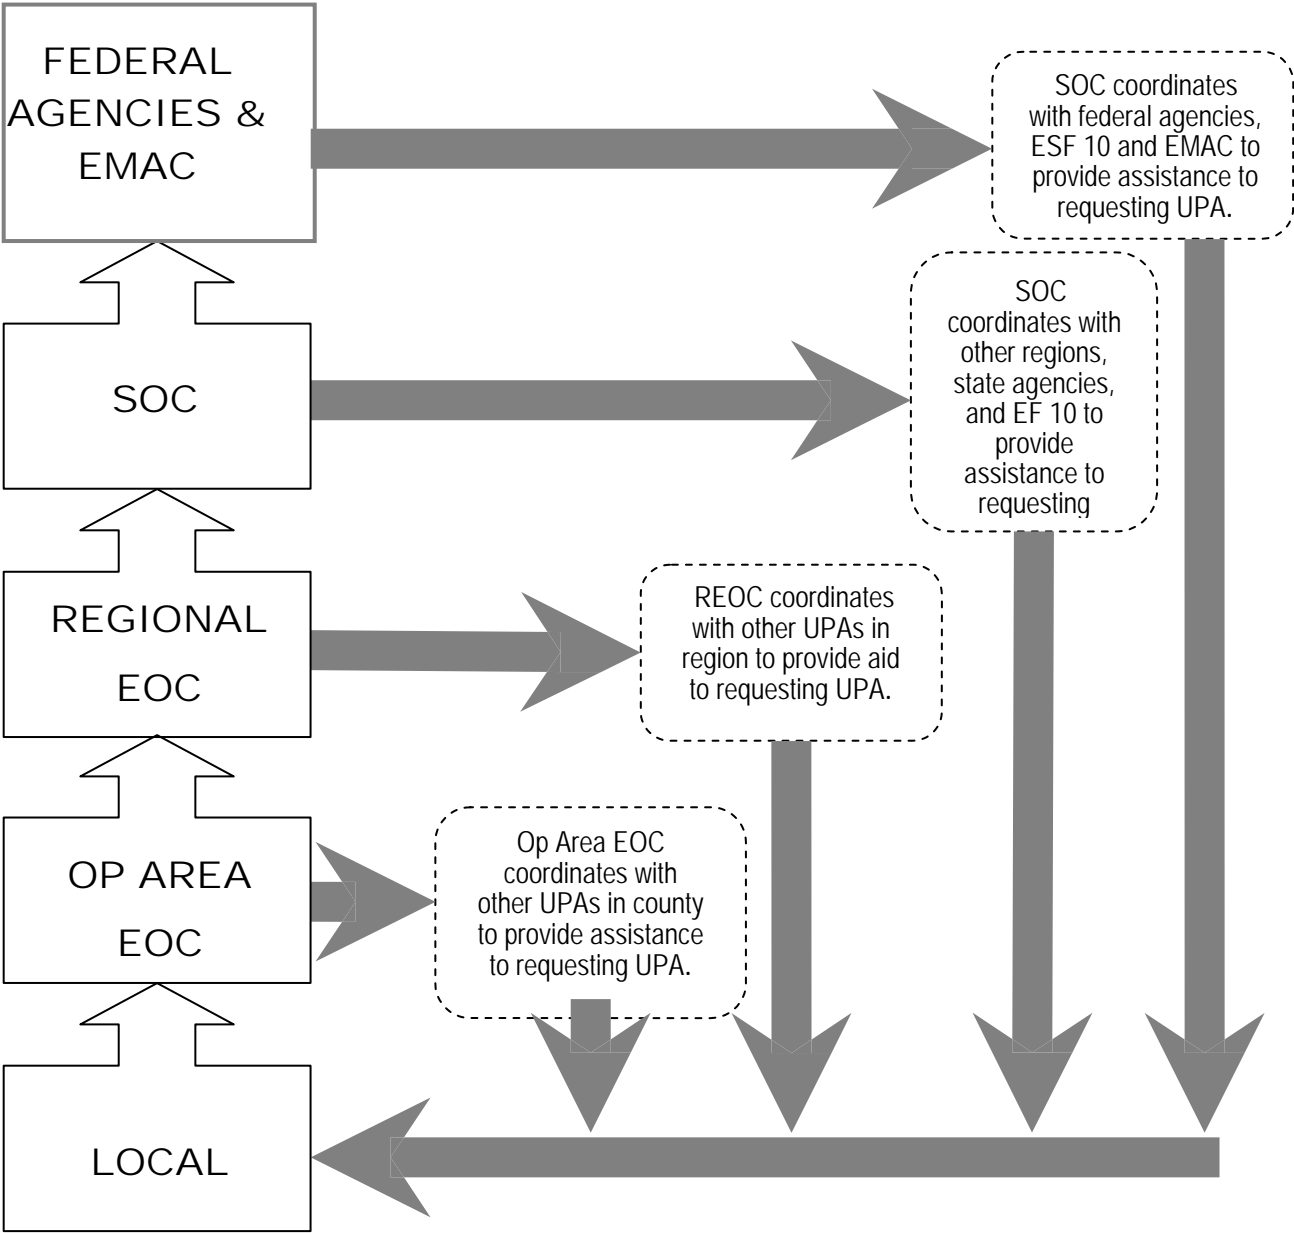 FEDERAL
AGENCIES &
EMAC
SOC coordinates
with federal agencies,
ESF 10 and EMAC to
provide assistance to
requesting UPA.
SOC
SOC
coordinates with
other regions,
state agencies,
and EF 10 to
provide
assistance to
requesting
REGIONAL
EOC
REOC coordinates
with other UPAs in
region to provide aid
to requesting UPA.
OP AREA
EOC
Op Area EOC
coordinates with
other UPAs in county
to provide assistance
to requesting UPA.
LOCAL